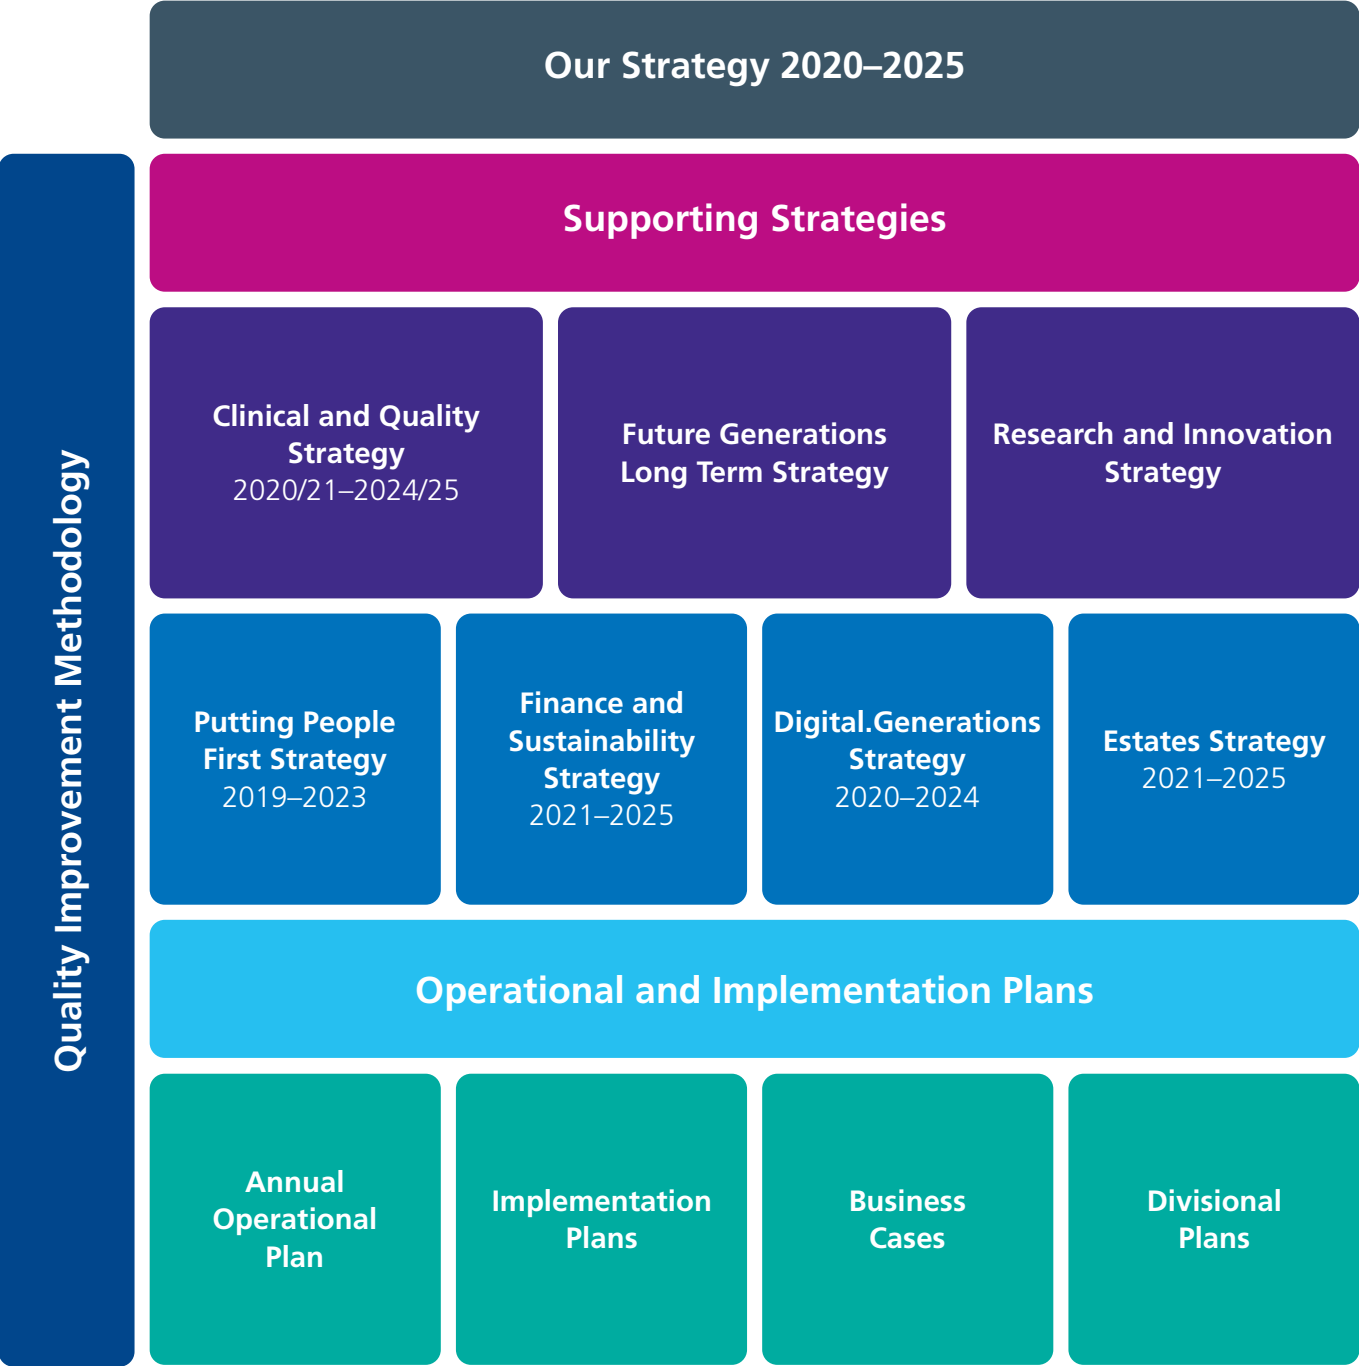 Our Strategy 2020–2025
Quality Improvement Methodology
Supporting Strategies
Clinical and Quality
Strategy
2020/21–2024/25
Future Generations
Long Term Strategy
Research and Innovation
Strategy
Putting People
First Strategy
2019–2023
Finance and
Sustainability
Strategy
2021–2025
Digital.Generations
Strategy
2020–2024
Estates Strategy
2021–2025
Operational and Implementation Plans
Annual
Operational
Plan
Implementation
Plans
Business
Cases
Divisional
Plans